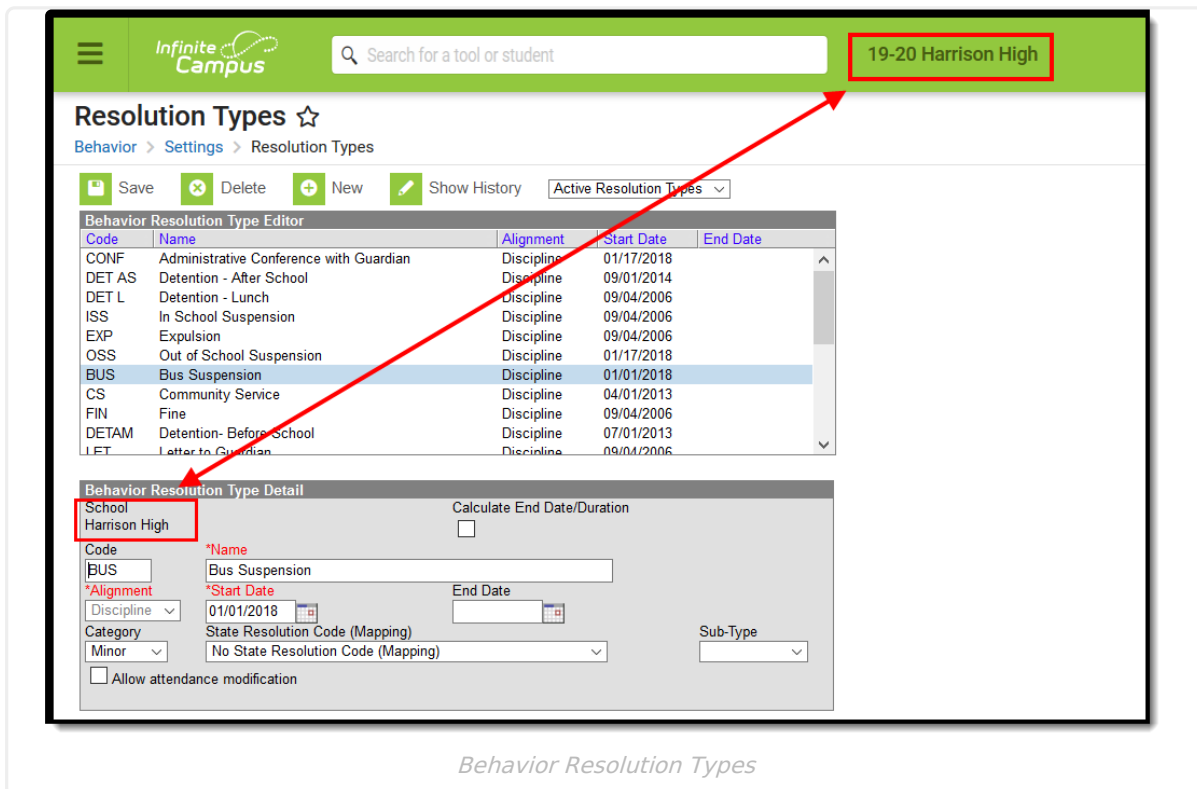 Infinite Campus
Search for a tool or student
19-20 Harrison High
Resolution Types
Behavior > Settings > Resolution Types
Save Delete New Show History Active Resolution Types
Behavior Resolution Type Editor
Code Name Alignment Start Date End Date
CONF Administrative Conference with Guardian Discipline 01/17/2018
DET AS Detention - After School Discipline 09/01/2014
DET L Detention - Lunch Discipline 09/04/2006
ISS In School Suspension Discipline 09/04/2006
EXP Expulsion Discipline 09/04/2006
OSS Out of School Suspension Discipline 01/17/2018
BUS Bus Suspension Discipline 01/01/2018
CS Community Service Discipline 04/01/2013
FIN Fine Discipline 09/04/2006
DETAM Detention- Before School Discipline 07/01/2013
LET Letter to Guardian Discipline 09/04/2006
Behavior Resolution Type Detail
School Calculate End Date/Duration
Harrison High
Code *Name
BUS Bus Suspension
*Alignment *Start Date End Date
Discipline 01/01/2018
Category State Resolution Code (Mapping) Sub-Type
Minor No State Resolution Code (Mapping)
Allow attendance modification
Behavior Resolution Types